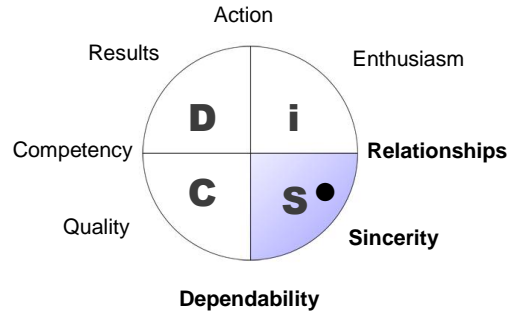 Action
Results
Enthusiasm
D i
Competency
Relationships
C S
Quality
Sincerity
Dependability